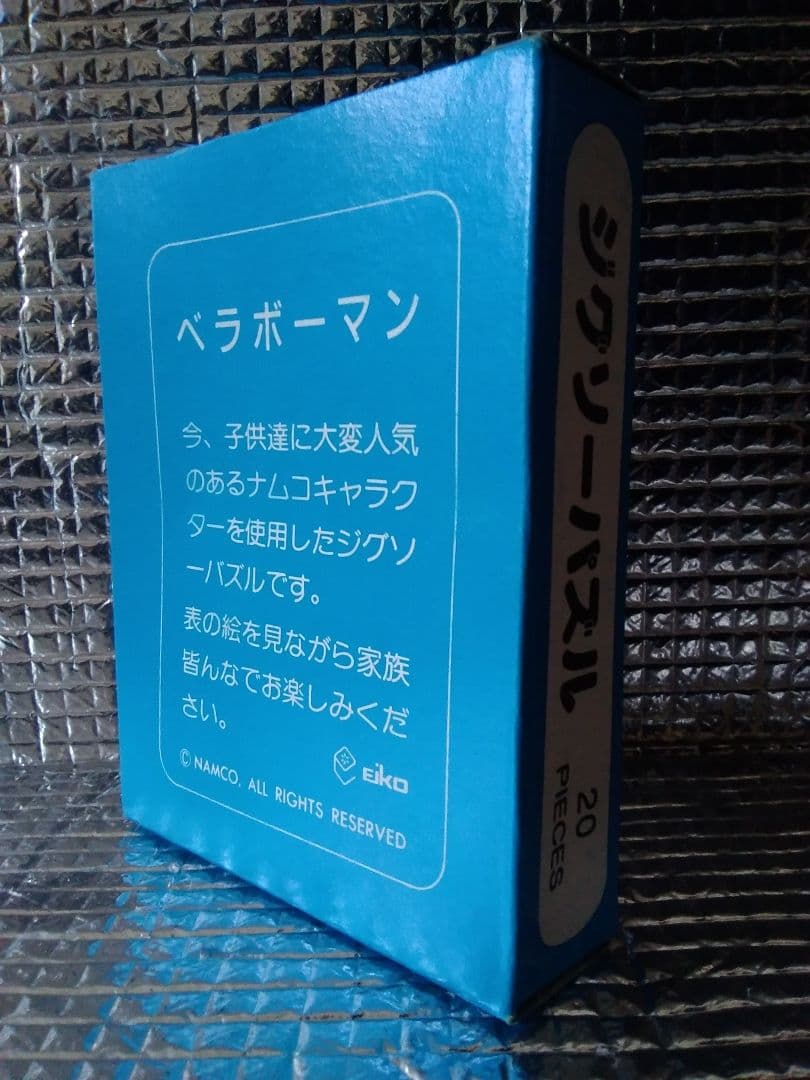 ベラボーマン
今、子供達に大変人気
のあるナムコキャラク
ターを使用したジグソ
ーパズルです。
表の絵を見ながら家族
皆んなでお楽しみくだ
さい。
Eiko
© NAMCO, ALL RIGHTS RESERVED
ジグソーパズル
20
PIECES